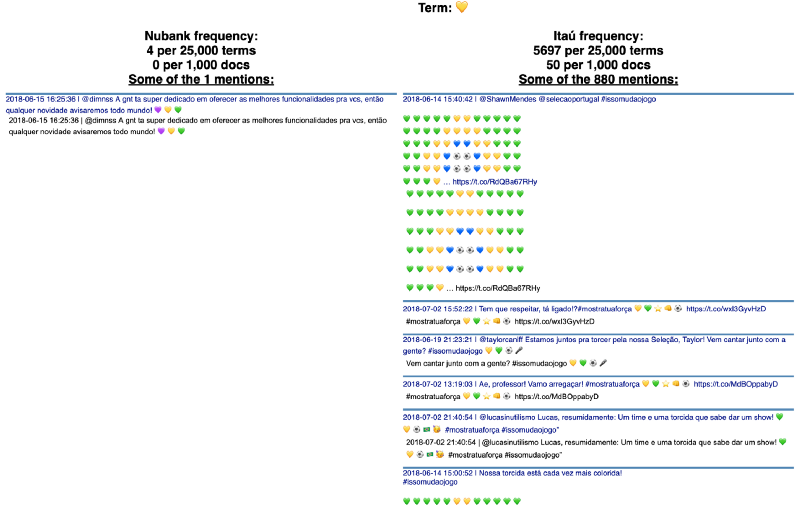 Term: 💛
Nubank frequency:
4 per 25,000 terms
0 per 1,000 docs
Some of the 1 mentions:
2018-06-15 16:25:36 | @dimnss A gnt ta super dedicado em oferecer as melhores funcionalidades pra vcs, então
qualquer novidade avisaremos todo mundo! 💜 💛 💚
2018-06-15 16:25:36 | @dimnss A gnt ta super dedicado em oferecer as melhores funcionalidades pra vcs, então
qualquer novidade avisaremos todo mundo! 💜 💛 💚
Itaú frequency:
5697 per 25,000 terms
50 per 1,000 docs
Some of the 880 mentions:
2018-06-14 15:40:42 | @ShawnMendes @selecaoportugal #issomudaojogo
💚 💚 💚 💚 💚 💛 💛 💚 💚 💚 💚 💚
💚 💚 💚 💚 💛 💛 💛 💛 💚 💚 💚 💚
💚 💚 💚 💛 💛 💙 💙 💛 💛 💚 💚 💚
💚 💚 💛 💛 💙 ⚽ ⚽ 💙 💛 💛 💚 💚
💚 💚 💛 💛 💙 ⚽ ⚽ 💙 💛 💛 💚 💚
💚 💚 💚 💛 ... https://t.co/RdQBa67RHy
💚 💚 💚 💚 💚 💛 💛 💚 💚 💚 💚 💚
💚 💚 💚 💚 💛 💛 💛 💛 💚 💚 💚 💚
💚 💚 💚 💛 💛 💙 💙 💛 💛 💚 💚 💚
💚 💚 💛 💛 💙 ⚽ ⚽ 💙 💛 💛 💚 💚
💚 💚 💛 💛 💙 ⚽ ⚽ 💙 💛 💛 💚 💚
💚 💚 💚 💛 ... https://t.co/RdQBa67RHy
2018-07-02 15:52:22 | Tem que respeitar, tá ligado!?#mostratuaforça 💛 💚 ⭐ 👊 ⚽ https://t.co/wxI3GyvHzD
#mostratuaforça 💛 💚 ⭐ 👊 ⚽ https://t.co/wxI3GyvHzD
2018-06-19 21:23:21 | @taylorcaniff Estamos juntos pra torcer pela nossa Seleção, Taylor! Vem cantar junto com a
gente? #issomudaojogo 💛 💚 ⚽ 🎤
Vem cantar junto com a gente? #issomudaojogo 💛 💚 ⚽ 🎤
2018-07-02 13:19:03 | Ae, professor! Vamo arregaçar! #mostratuaforça 💛 💚 ⭐ 👊 ⚽ https://t.co/MdBOppabyD
#mostratuaforça 💛 💚 ⭐ 👊 ⚽ https://t.co/MdBOppabyD
2018-07-02 21:40:54 | @lucasinutilismo Lucas, resumidamente: Um time e uma torcida que sabe dar um show! 💚
💛 ⚽ #mostratuaforça #issomudaojogo"
2018-07-02 21:40:54 | @lucasinutilismo Lucas, resumidamente: Um time e uma torcida que sabe dar um show! 💚
💛 ⚽ #mostratuaforça #issomudaojogo"
2018-06-14 15:00:52 | Nossa torcida está cada vez mais colorida!
#issomudaojogo
💚 💚 💚 💚 💚 💛 💛 💚 💚 💚 💚 💚